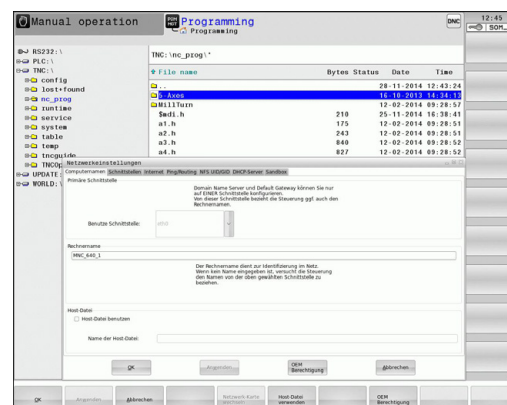 Manual operation
PGM MGT
Programming
Programming
DNC
12:45
SOM…
RS232:\
PLC:\
TNC:\
config
lost+found
nc_prog
runtime
service
system
table
temp
tncguide
UPDATE:
WORLD:\
TNC:\nc_prog\*
File name Bytes Status Date Time
.. 28-11-2014 12:43:24
5-Axes 16-10-2013 14:34:13
MillTurn 12-02-2014 09:28:57
$mdi.h 210 25-11-2014 16:38:41
a1.h 175 12-02-2014 09:28:51
a2.h 243 12-02-2014 09:28:51
a3.h 840 12-02-2014 09:28:52
a4.h 827 12-02-2014 09:28:52
Netzwerkeinstellungen
Computernamen Schnittstellen Internet Ping/Routing NFS UID/GID DHCP-Server Sandbox
Primäre Schnittstelle
Domain Name Server und Default Gateway können Sie nur
auf EINER Schnittstelle konfigurieren.
Von dieser Schnittstelle bezieht die Steuerung ggf. auch den
Rechnernamen.
Benutze Schnittstelle:
eth0
Rechnername
MNC_640_1
Der Rechnername dient zur Identifizierung im Netz.
Wenn kein Name eingegeben ist, versucht die Steuerung
den Namen von der oben gewählten Schnittstelle zu
beziehen.
Host-Datei
Host-Datei benutzen
Name der Host-Datei:
OK Anwenden OEM Berechtigung Abbrechen
OK Anwenden Abbrechen Netzwerk-Karte Host-Datei verwenden OEM Berechtigung